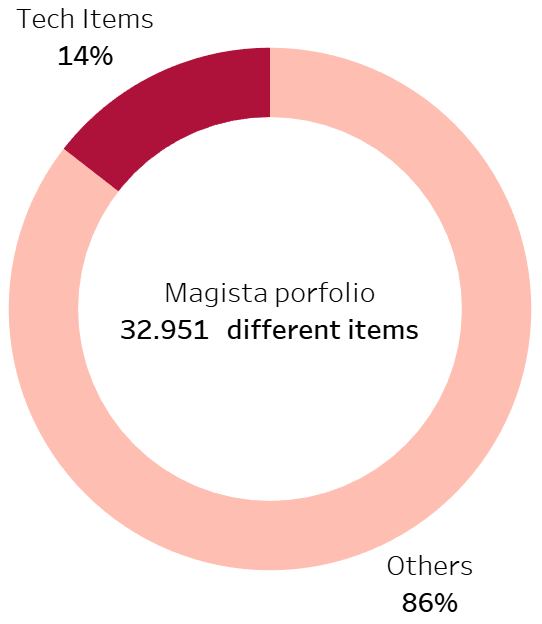 Tech Items
14%
Magista porfolio
32.951 different items
Others
86%